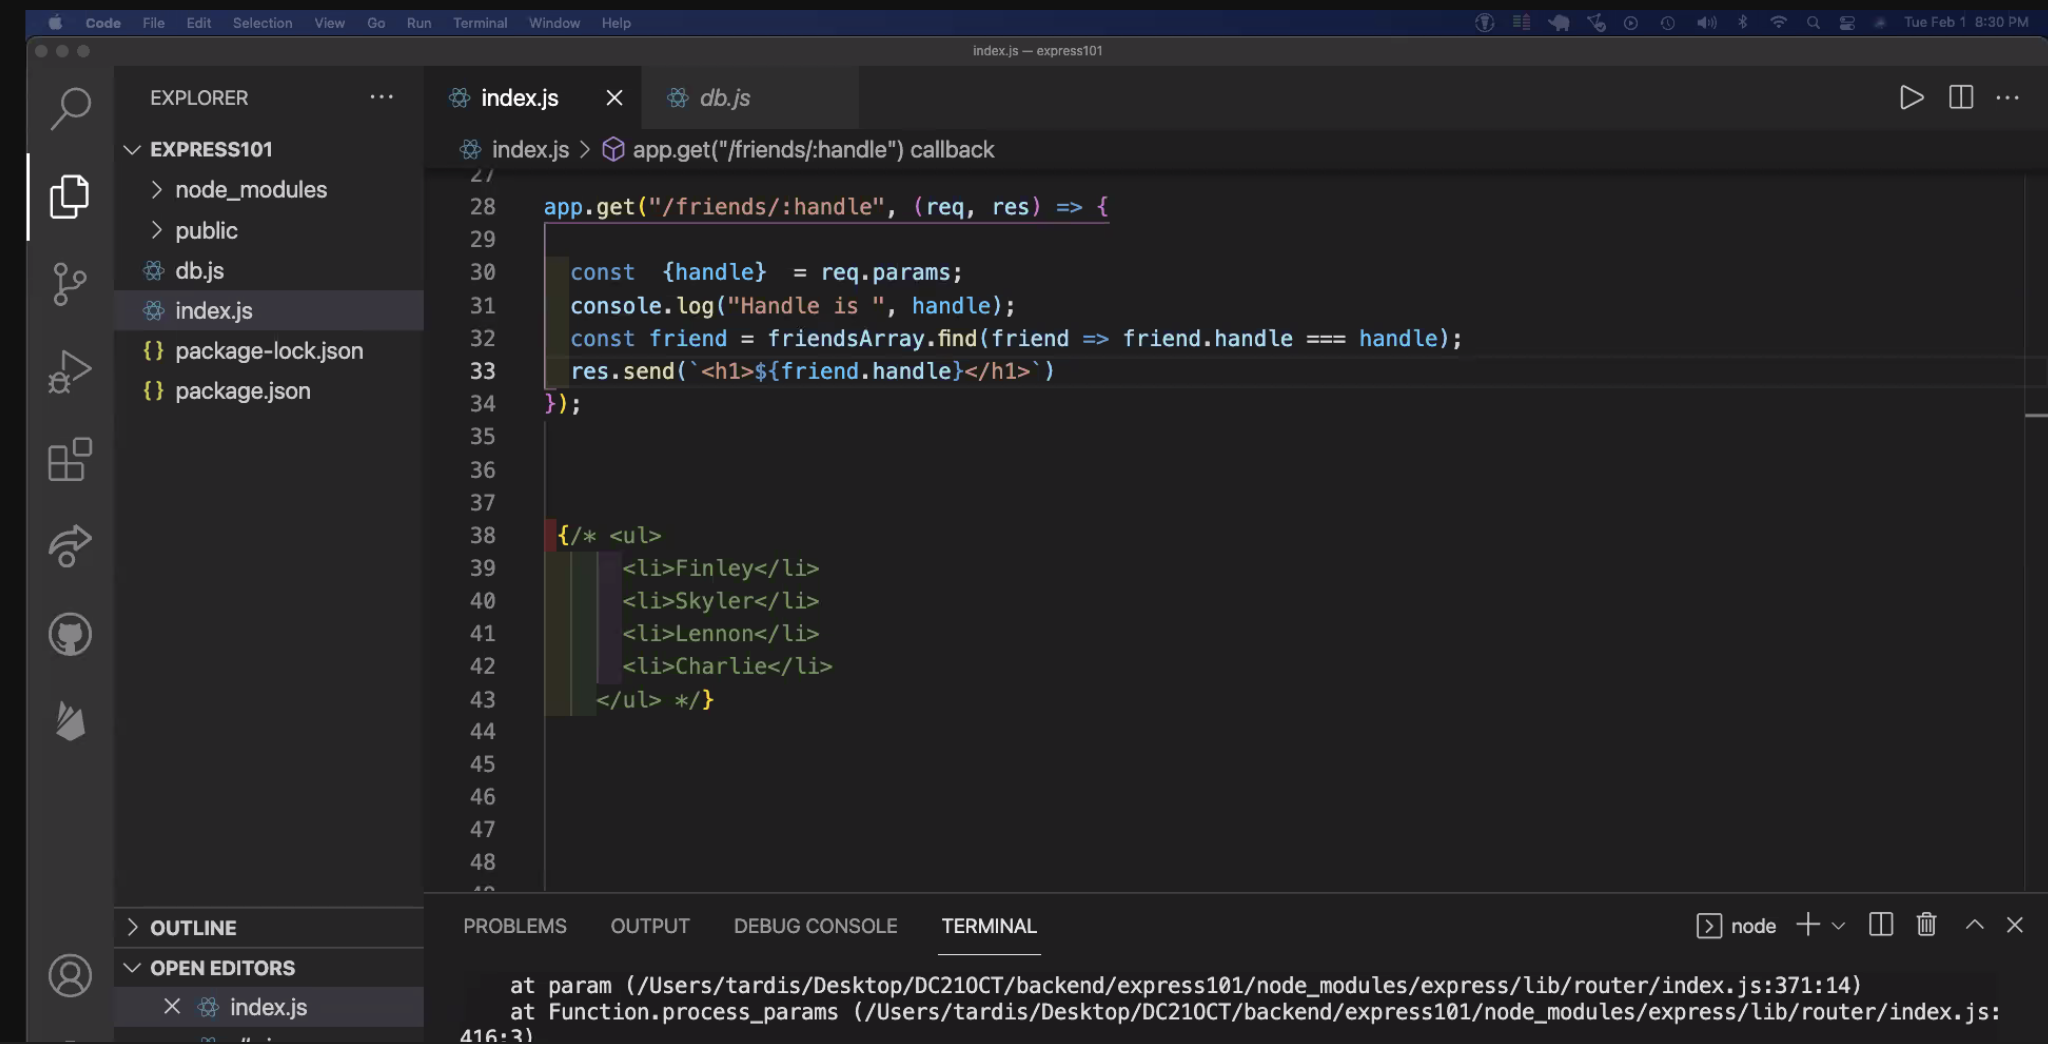 Code File Edit Selection View Go Run Terminal Window Help Tue Feb 1 8:30 PM
index.js — express101
EXPLORER ...
EXPRESS101
node_modules
public
db.js
index.js
package-lock.json
package.json
OUTLINE
OPEN EDITORS
index.js
index.js db.js
index.js > app.get("/friends/:handle") callback
27
28 app.get("/friends/:handle", (req, res) => {
29
30 const {handle} = req.params;
31 console.log("Handle is ", handle);
32 const friend = friendsArray.find(friend => friend.handle === handle);
33 res.send(`<h1>${friend.handle}</h1>`)
34 });
35
36
37
38 {/* <ul>
39 <li>Finley</li>
40 <li>Skyler</li>
41 <li>Lennon</li>
42 <li>Charlie</li>
43 </ul> */}
44
45
46
47
48
PROBLEMS OUTPUT DEBUG CONSOLE TERMINAL node
at param (/Users/tardis/Desktop/DC21OCT/backend/express101/node_modules/express/lib/router/index.js:371:14)
at Function.process_params (/Users/tardis/Desktop/DC21OCT/backend/express101/node_modules/express/lib/router/index.js:
416:3)